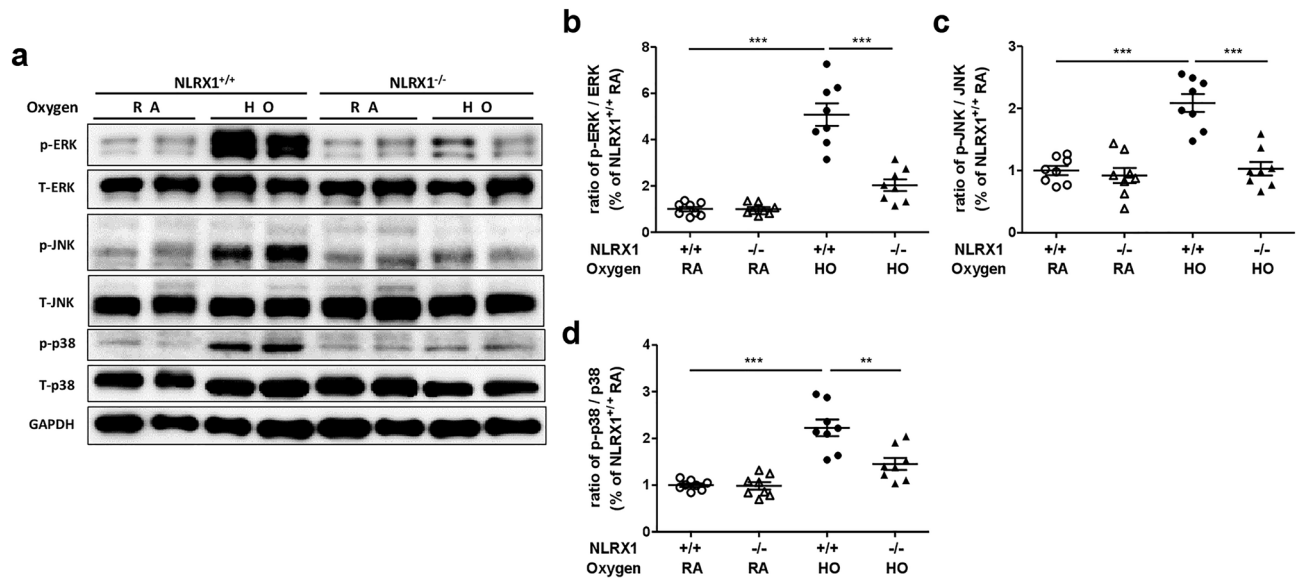 a
NLRX1+/+ NLRX1-/-
Oxygen R A H O R A H O
p-ERK
T-ERK
p-JNK
T-JNK
p-p38
T-p38
GAPDH
b
ratio of p-ERK / ERK
(% of NLRX1+/+ RA)
8
6
4
2
0
*** ***
NLRX1 +/+ -/- +/+ -/-
Oxygen RA RA HO HO
c
ratio of p-JNK / JNK
(% of NLRX1+/+ RA)
3
2
1
0
*** ***
NLRX1 +/+ -/- +/+ -/-
Oxygen RA RA HO HO
d
ratio of p-p38 / p38
(% of NLRX1+/+ RA)
4
3
2
1
0
*** **
NLRX1 +/+ -/- +/+ -/-
Oxygen RA RA HO HO